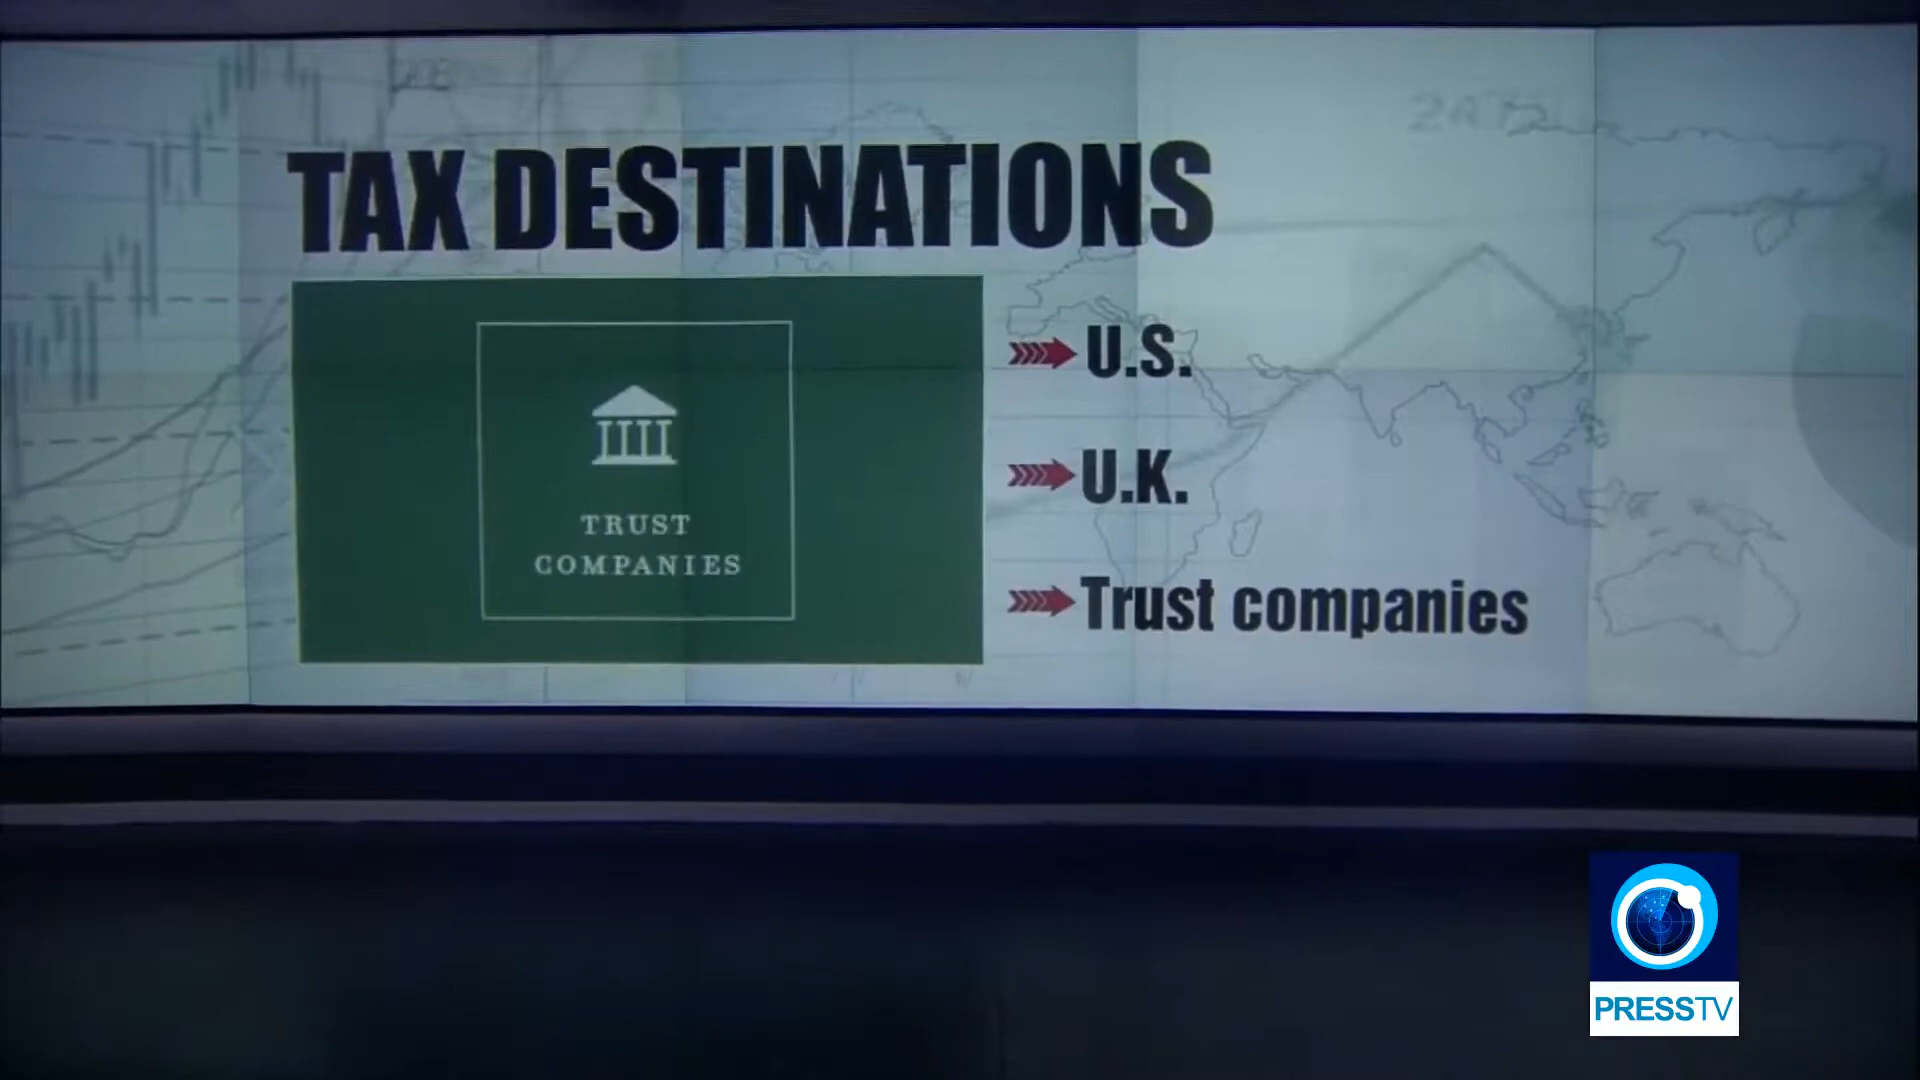 TAX DESTINATIONS
TRUST
COMPANIES
U.S.
U.K.
Trust companies
PRESSTV